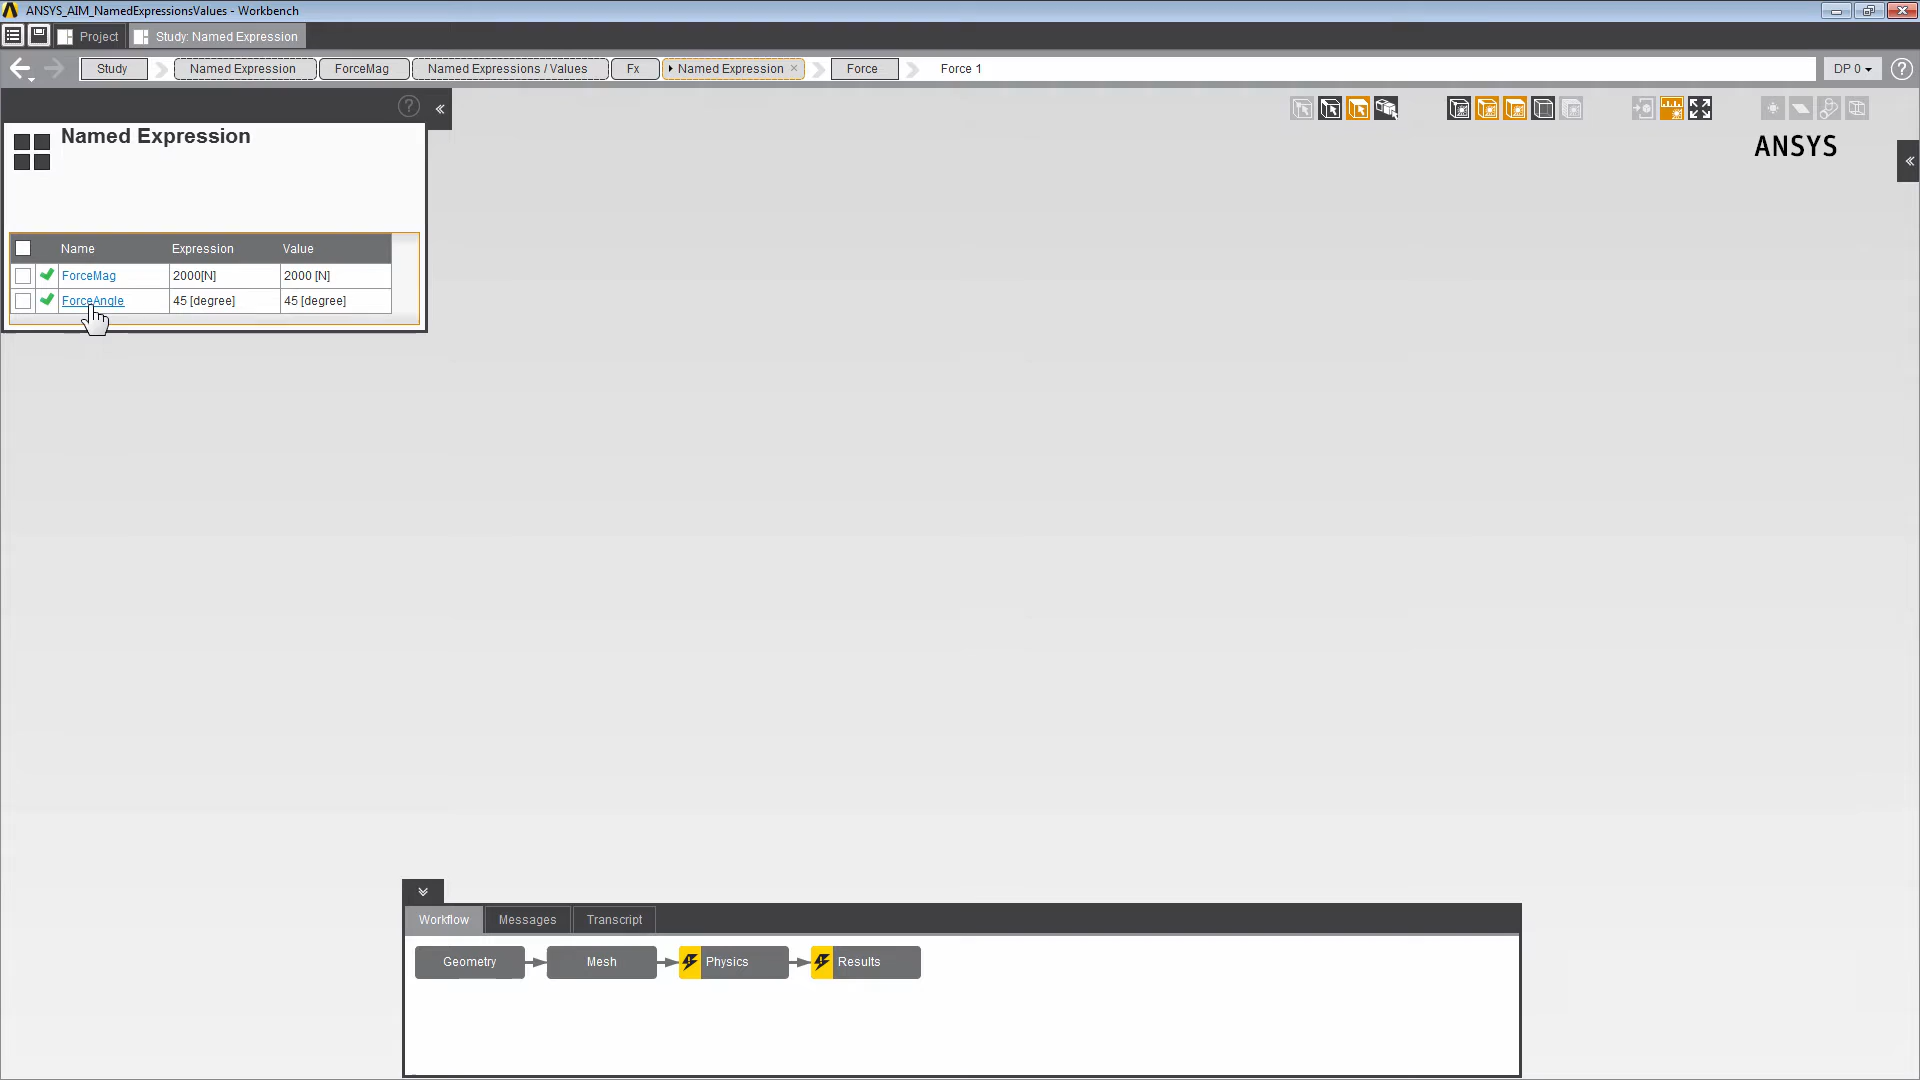 ANSYS_AIM_NamedExpressionsValues - Workbench
Project
Study: Named Expression
Study
Named Expression
ForceMag
Named Expressions / Values
Fx
Named Expression
Force
Force 1
DP 0
Named Expression
ANSYS
Name Expression Value
ForceMag 2000[N] 2000 [N]
ForceAngle 45 [degree] 45 [degree]
Workflow Messages Transcript
Geometry Mesh Physics Results